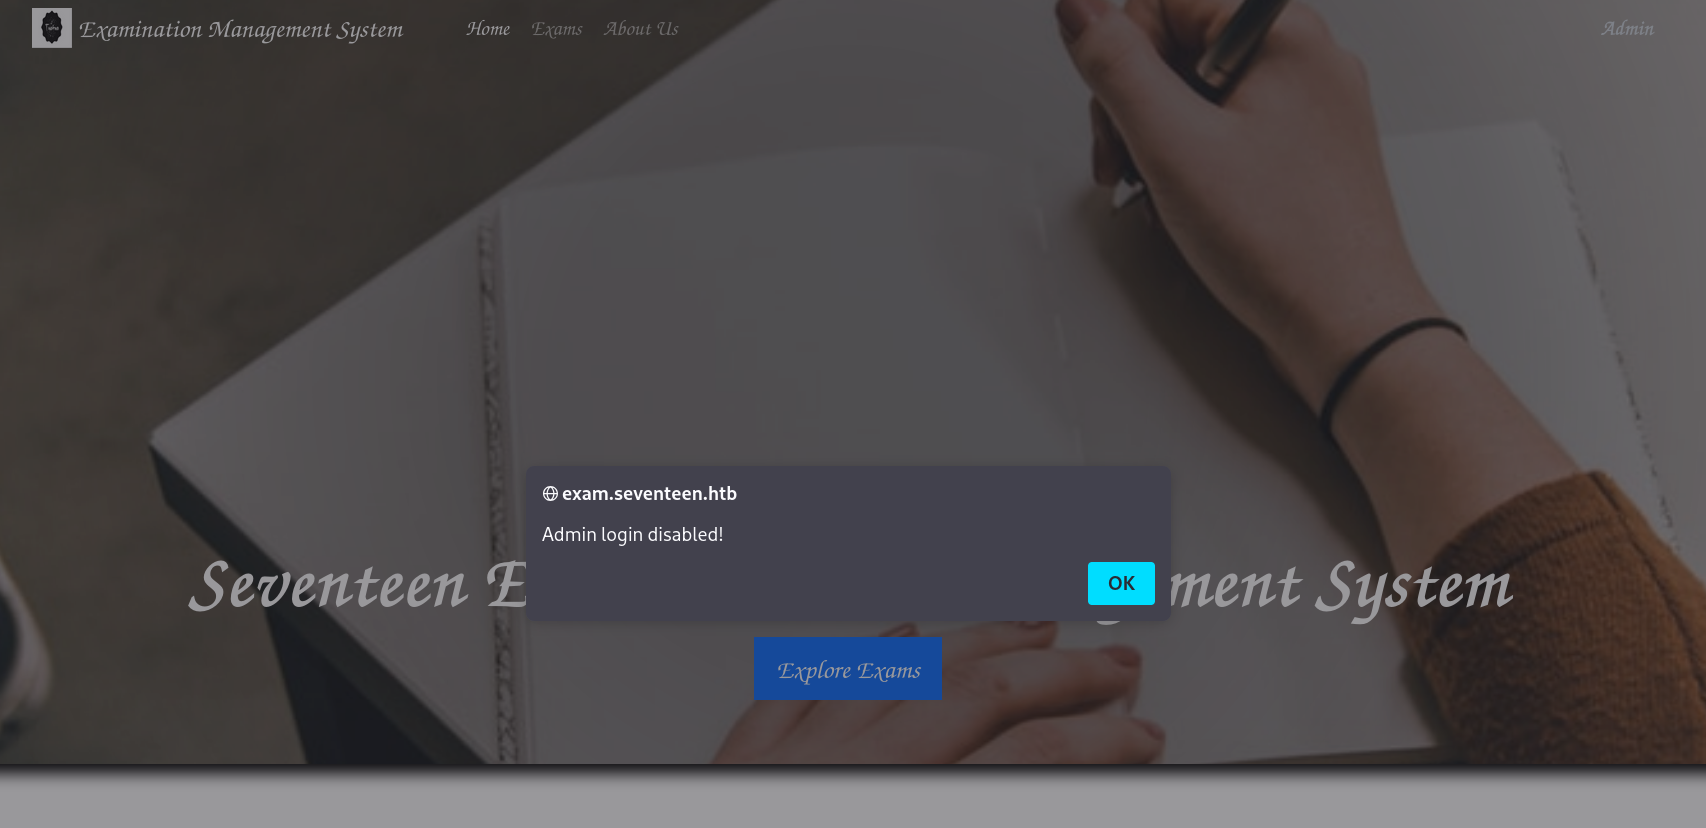 Examination Management System
Home
Exams
About Us
Admin
exam.seventeen.htb
Admin login disabled!
OK
Seventeen E
ment System
Explore Exams